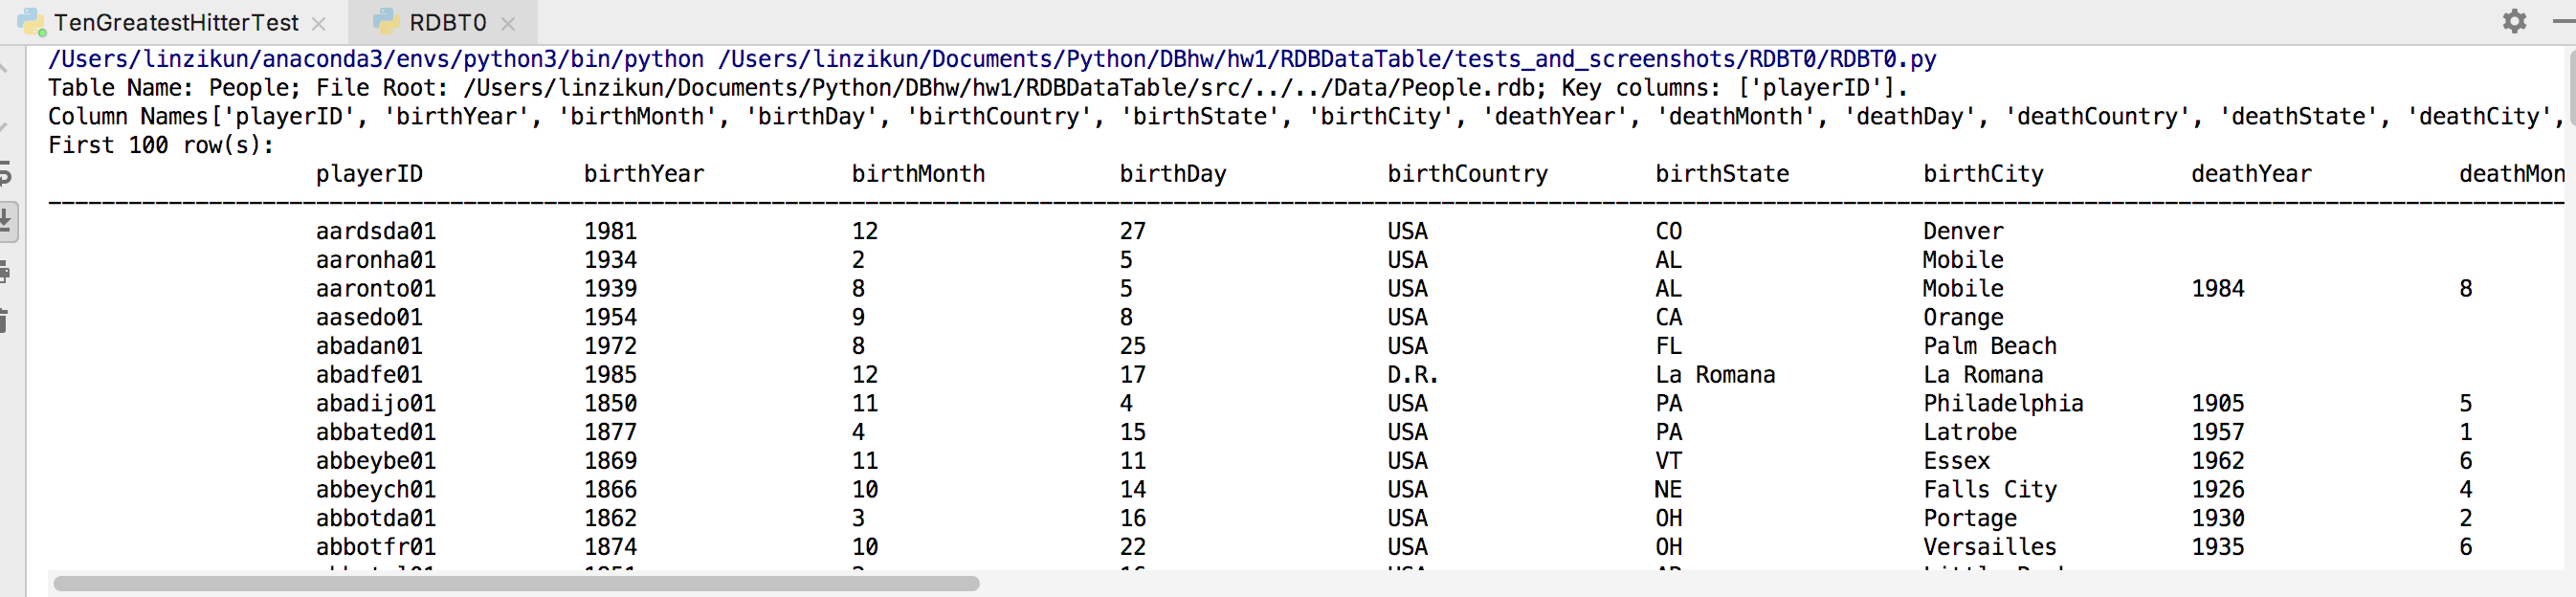 TenGreatestHitterTest RDBT0
/Users/linzikun/anaconda3/envs/python3/bin/python /Users/linzikun/Documents/Python/DBhw/hw1/RDBDataTable/tests_and_screenshots/RDBT0/RDBT0.py
Table Name: People; File Root: /Users/linzikun/Documents/Python/DBhw/hw1/RDBDataTable/src/../../Data/People.rdb; Key columns: ['playerID'].
Column Names['playerID', 'birthYear', 'birthMonth', 'birthDay', 'birthCountry', 'birthState', 'birthCity', 'deathYear', 'deathMonth', 'deathDay', 'deathCountry', 'deathState', 'deathCity',
First 100 row(s):
playerID birthYear birthMonth birthDay birthCountry birthState birthCity deathYear deathMon
aardsda01 1981 12 27 USA CO Denver
aaronha01 1934 2 5 USA AL Mobile
aaronto01 1939 8 5 USA AL Mobile 1984 8
aasedo01 1954 9 8 USA CA Orange
abadan01 1972 8 25 USA FL Palm Beach
abadfe01 1985 12 17 D.R. La Romana La Romana
abadijo01 1850 11 4 USA PA Philadelphia 1905 5
abbated01 1877 4 15 USA PA Latrobe 1957 1
abbeybe01 1869 11 11 USA VT Essex 1962 6
abbeych01 1866 10 14 USA NE Falls City 1926 4
abbotda01 1862 3 16 USA OH Portage 1930 2
abbotfr01 1874 10 22 USA OH Versailles 1935 6